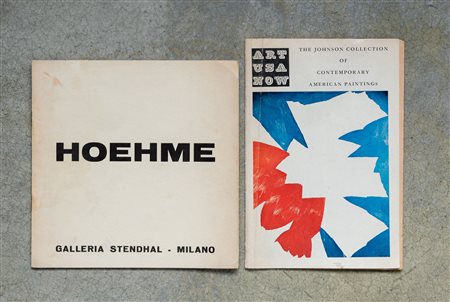 HOEHME
GALLERIA STENDHAL - MILANO
ART
USA
NOW
THE JOHNSON COLLECTION
OF
CONTEMPORARY
AMERICAN PAINTINGS